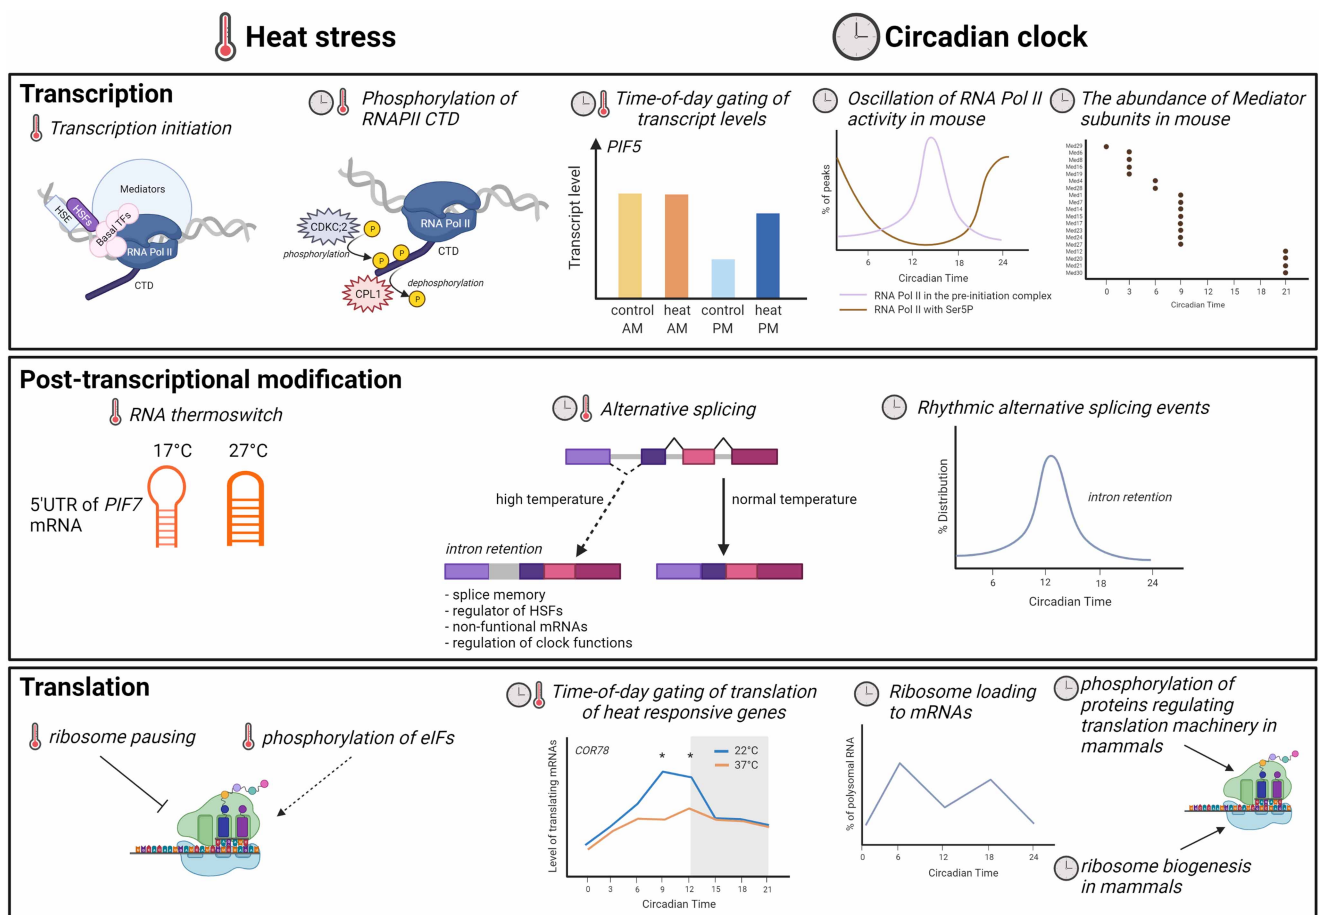 Heat stress
Circadian clock
Transcription
Transcription initiation
Mediators
HSE
HSFs
Basal TFs
RNA Pol II
CTD
Phosphorylation of
RNAPII CTD
CDKC;2
P
RNA Pol II
phosphorylation
P
P
CTD
CPL1
dephosphorylation
P
Time-of-day gating of
transcript levels
PIF5
Transcript level
control
AM
heat
AM
control
PM
heat
PM
Oscillation of RNA Pol II
activity in mouse
% of peaks
6
12
18
24
Circadian Time
RNA Pol II in the pre-initiation complex
RNA Pol II with Ser5P
The abundance of Mediator
subunits in mouse
Med29
Med6
Med8
Med16
Med19
Med4
Med28
Med1
Med7
Med14
Med15
Med17
Med23
Med24
Med27
Med12
Med20
Med21
Med30
0
3
6
9
12
15
18
21
Circadian Time
Post-transcriptional modification
RNA thermoswitch
17°C
27°C
5'UTR of PIF7
mRNA
Alternative splicing
high temperature
normal temperature
intron retention
- splice memory
- regulator of HSFs
- non-funtional mRNAs
- regulation of clock functions
Rhythmic alternative splicing events
% Distribution
intron retention
6
12
18
24
Circadian Time
Translation
ribosome pausing
phosphorylation of eIFs
Time-of-day gating of translation
of heat responsive genes
Level of translating mRNAs
COR78
*
*
22°C
37°C
0
3
6
9
12
15
18
21
Circadian Time
Ribosome loading
to mRNAs
% of polysomal RNA
0
6
12
18
24
Circadian Time
phosphorylation of
proteins regulating
translation machinery in
mammals
ribosome biogenesis
in mammals